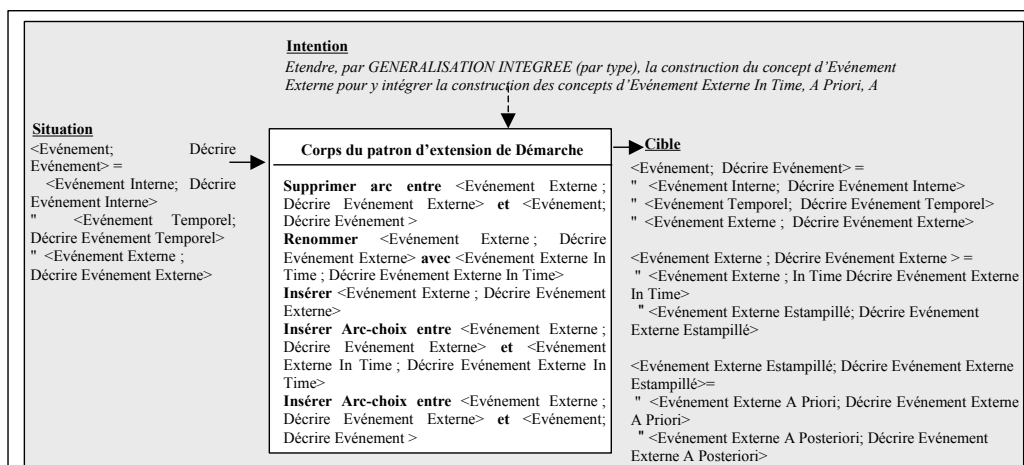 Intention
Etendre, par GENERALISATION INTEGREE (par type), la construction du concept d'Evénement
Externe pour y intégrer la construction des concepts d'Evénement Externe In Time, A Priori, A
Situation
<Evénement; Décrire
Evénement> =
<Evénement Interne; Décrire
Evénement Interne>
" <Evénement Temporel;
Décrire Evénement Temporel>
" <Evénement Externe ;
Décrire Evénement Externe>
Corps du patron d'extension de Démarche
Supprimer arc entre <Evénement Externe ;
Décrire Evénement Externe> et <Evénement;
Décrire Evénement >
Renommer <Evénement Externe ; Décrire
Evénement Externe> avec <Evénement Externe In
Time ; Décrire Evénement Externe In Time>
Insérer <Evénement Externe ; Décrire Evénement
Externe>
Insérer Arc-choix entre <Evénement Externe ;
Décrire Evénement Externe> et <Evénement
Externe In Time ; Décrire Evénement Externe In
Time>
Insérer Arc-choix entre <Evénement Externe ;
Décrire Evénement Externe> et <Evénement;
Décrire Evénement >
Cible
<Evénement; Décrire Evénement> =
" <Evénement Interne; Décrire Evénement Interne>
" <Evénement Temporel; Décrire Evénement Temporel>
" <Evénement Externe ; Décrire Evénement Externe>
<Evénement Externe ; Décrire Evénement Externe > =
" <Evénement Externe ; In Time Décrire Evénement Externe
In Time>
" <Evénement Externe Estampillé; Décrire Evénement
Externe Estampillé>
<Evénement Externe Estampillé; Décrire Evénement Externe
Estampillé>=
" <Evénement Externe A Priori; Décrire Evénement Externe
A Priori>
" <Evénement Externe A Posteriori; Décrire Evénement
Externe A Posteriori>